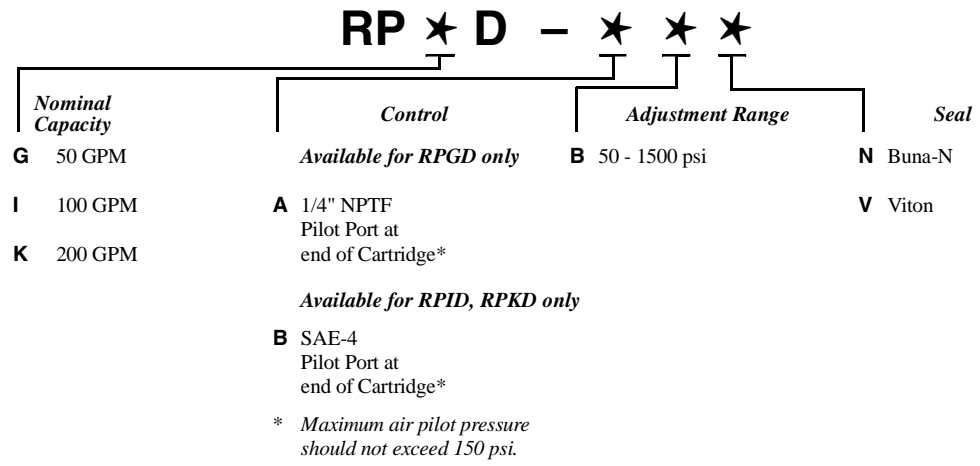 RP ✶ D – ✶ ✶ ✶
Nominal
Capacity
G 50 GPM
I 100 GPM
K 200 GPM
Control
Available for RPGD only
A 1/4" NPTF
Pilot Port at
end of Cartridge*
Available for RPID, RPKD only
B SAE-4
Pilot Port at
end of Cartridge*
* Maximum air pilot pressure
should not exceed 150 psi.
Adjustment Range
B 50 - 1500 psi
Seal
N Buna-N
V Viton